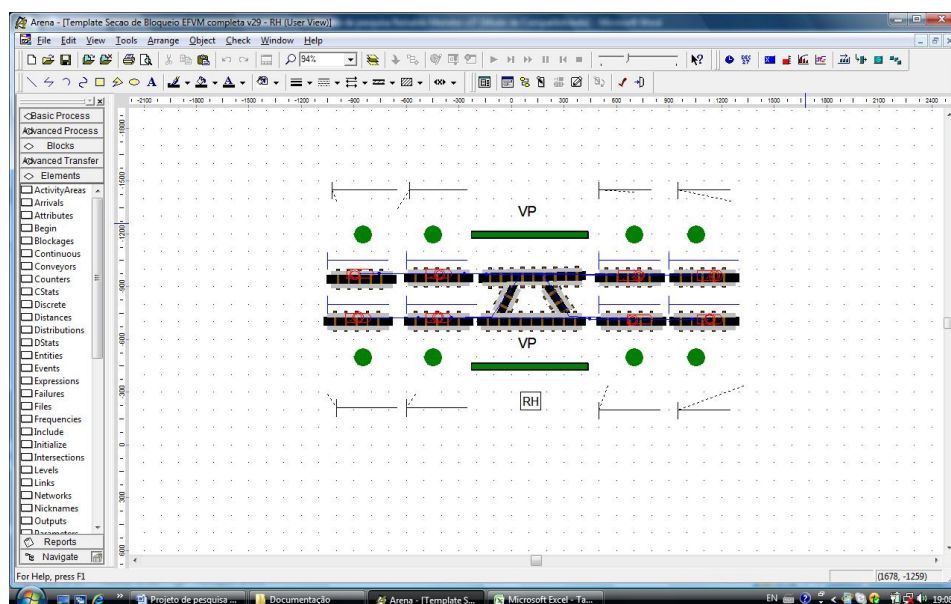 Arena - [Template Secao de Bloqueio EFVM completa v29 - RH (User View)]
File Edit View Tools Arrange Object Check Window Help
94%
Basic Process
Advanced Process
Blocks
Advanced Transfer
Elements
ActivityAreas
Arrivals
Attributes
Begin
Blockages
Continuous
Conveyors
Counters
CStats
Discrete
Distances
Distributions
DStats
Entities
Events
Expressions
Failures
Files
Frequencies
Include
Initialize
Intersections
Levels
Links
Networks
Nicknames
Outputs
Parameters
Reports
Navigate
VP
VP
RH
For Help, press F1
(1678, -1259)
Projeto de pesquisa ...
Documentação
Arena - [Template S...
Microsoft Excel - Ta...
EN
19:08